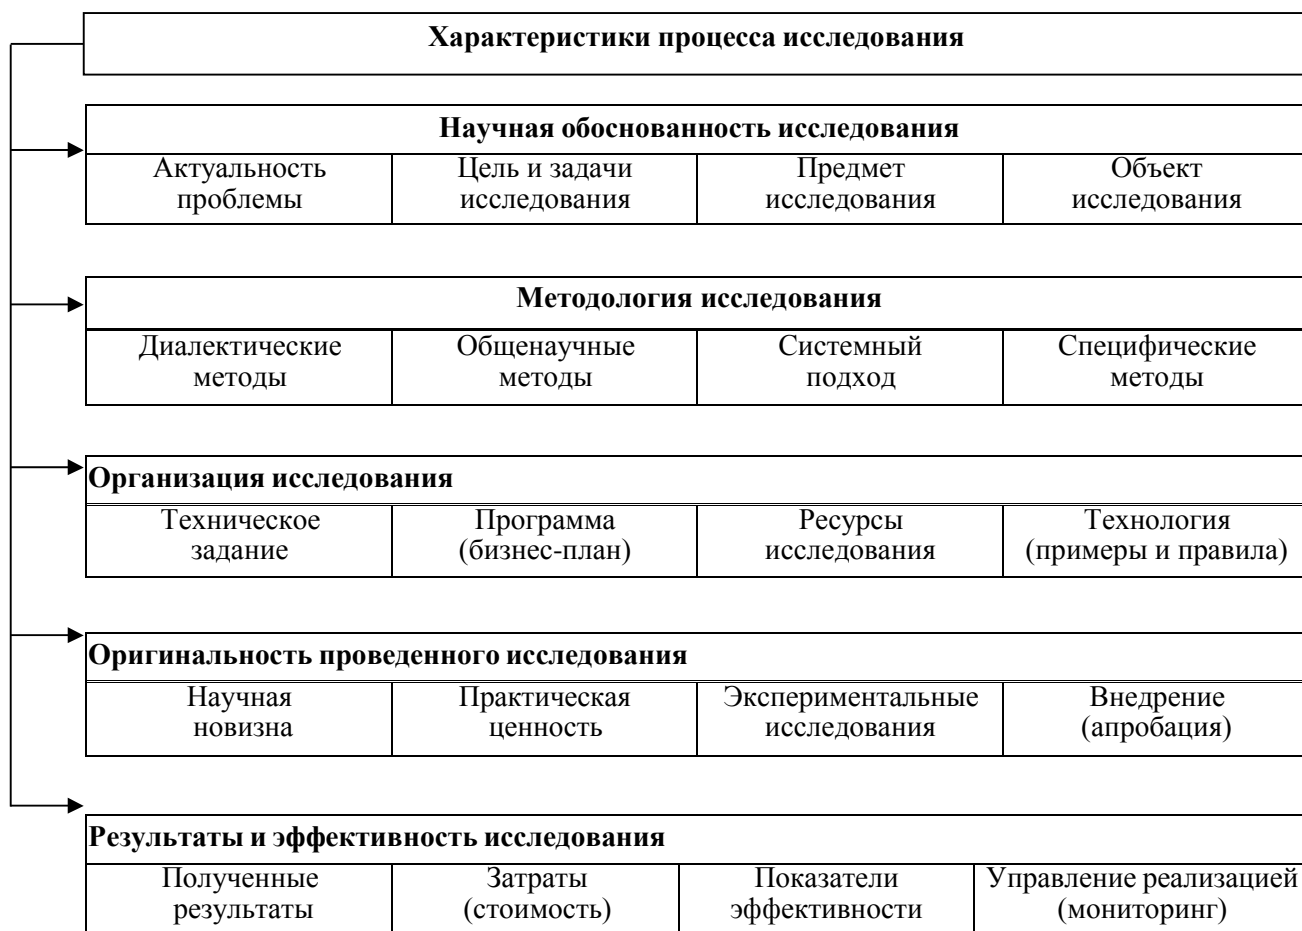 Характеристики процесса исследования
Научная обоснованность исследования
Актуальность Цель и задачи Предмет Объект
проблемы исследования исследования исследования
Методология исследования
Диалектические Общенаучные Системный Специфические
методы методы подход методы
Организация исследования
Техническое Программа Ресурсы Технология
задание (бизнес-план) исследования (примеры и правила)
Оригинальность проведенного исследования
Научная Практическая Экспериментальные Внедрение
новизна ценность исследования (апробация)
Результаты и эффективность исследования
Полученные Затраты Показатели Управление реализацией
результаты (стоимость) эффективности (мониторинг)